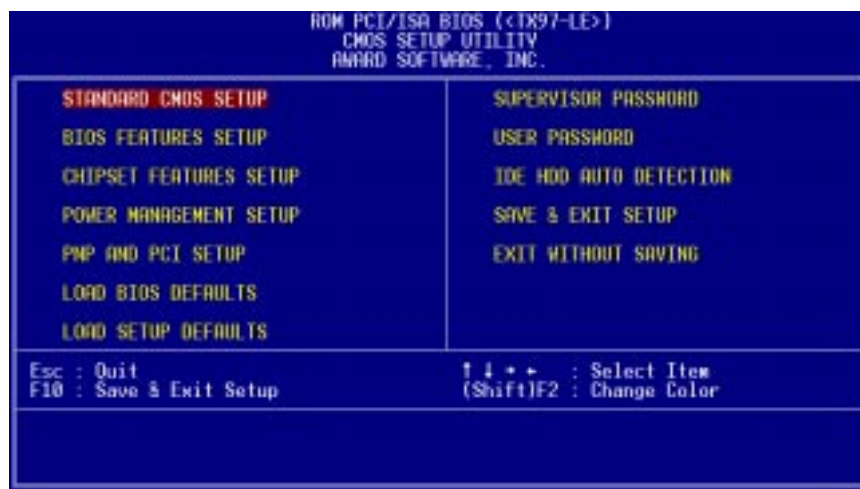 ROM PCI/ISA BIOS (<TX97-LE>)
CMOS SETUP UTILITY
AWARD SOFTWARE, INC.
STANDARD CMOS SETUP
BIOS FEATURES SETUP
CHIPSET FEATURES SETUP
POWER MANAGEMENT SETUP
PNP AND PCI SETUP
LOAD BIOS DEFAULTS
LOAD SETUP DEFAULTS
SUPERVISOR PASSWORD
USER PASSWORD
IDE HDD AUTO DETECTION
SAVE & EXIT SETUP
EXIT WITHOUT SAVING
Esc : Quit
F10 : Save & Exit Setup
↑ ↓ → ← : Select Item
(Shift)F2 : Change Color